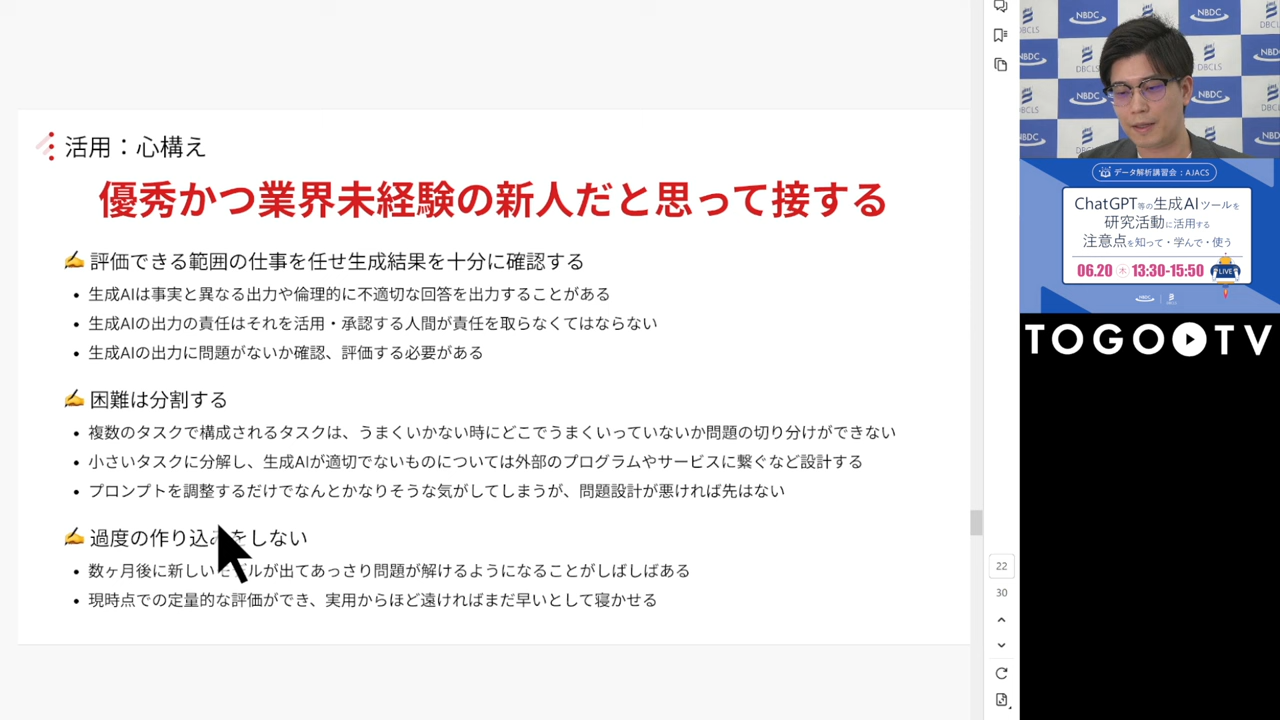 活用：心構え
優秀かつ業界未経験の新人だと思って接する
✍️ 評価できる範囲の仕事を任せ生成結果を十分に確認する
• 生成AIは事実と異なる出力や倫理的に不適切な回答を出力することがある
• 生成AIの出力の責任はそれを活用・承認する人間が責任を取らなくてはならない
• 生成AIの出力に問題がないか確認、評価する必要がある
✍️ 困難は分割する
• 複数のタスクで構成されるタスクは、うまくいかない時にどこでうまくいっていないか問題の切り分けができない
• 小さいタスクに分解し、生成AIが適切でないものについては外部のプログラムやサービスに繋ぐなど設計する
• プロンプトを調整するだけでなんとかなりそうな気がしてしまうが、問題設計が悪ければ先はない
✍️ 過度の作り込みをしない
• 数ヶ月後に新しいモデルが出てあっさり問題が解けるようになることがしばしばある
• 現時点での定量的な評価ができ、実用からほど遠ければまだ早いとして寝かせる
22
30
NBDC
NBDC
DBCLS
DBCLS
NBDC
NBDC
NBDC
NBDC
データ解析講習会：AJACS
ChatGPT等の生成AIツールを
研究活動に活用する
注意点を知って・学んで・使う
06.20 木 13:30-15:50
LIVE
TOGO TV